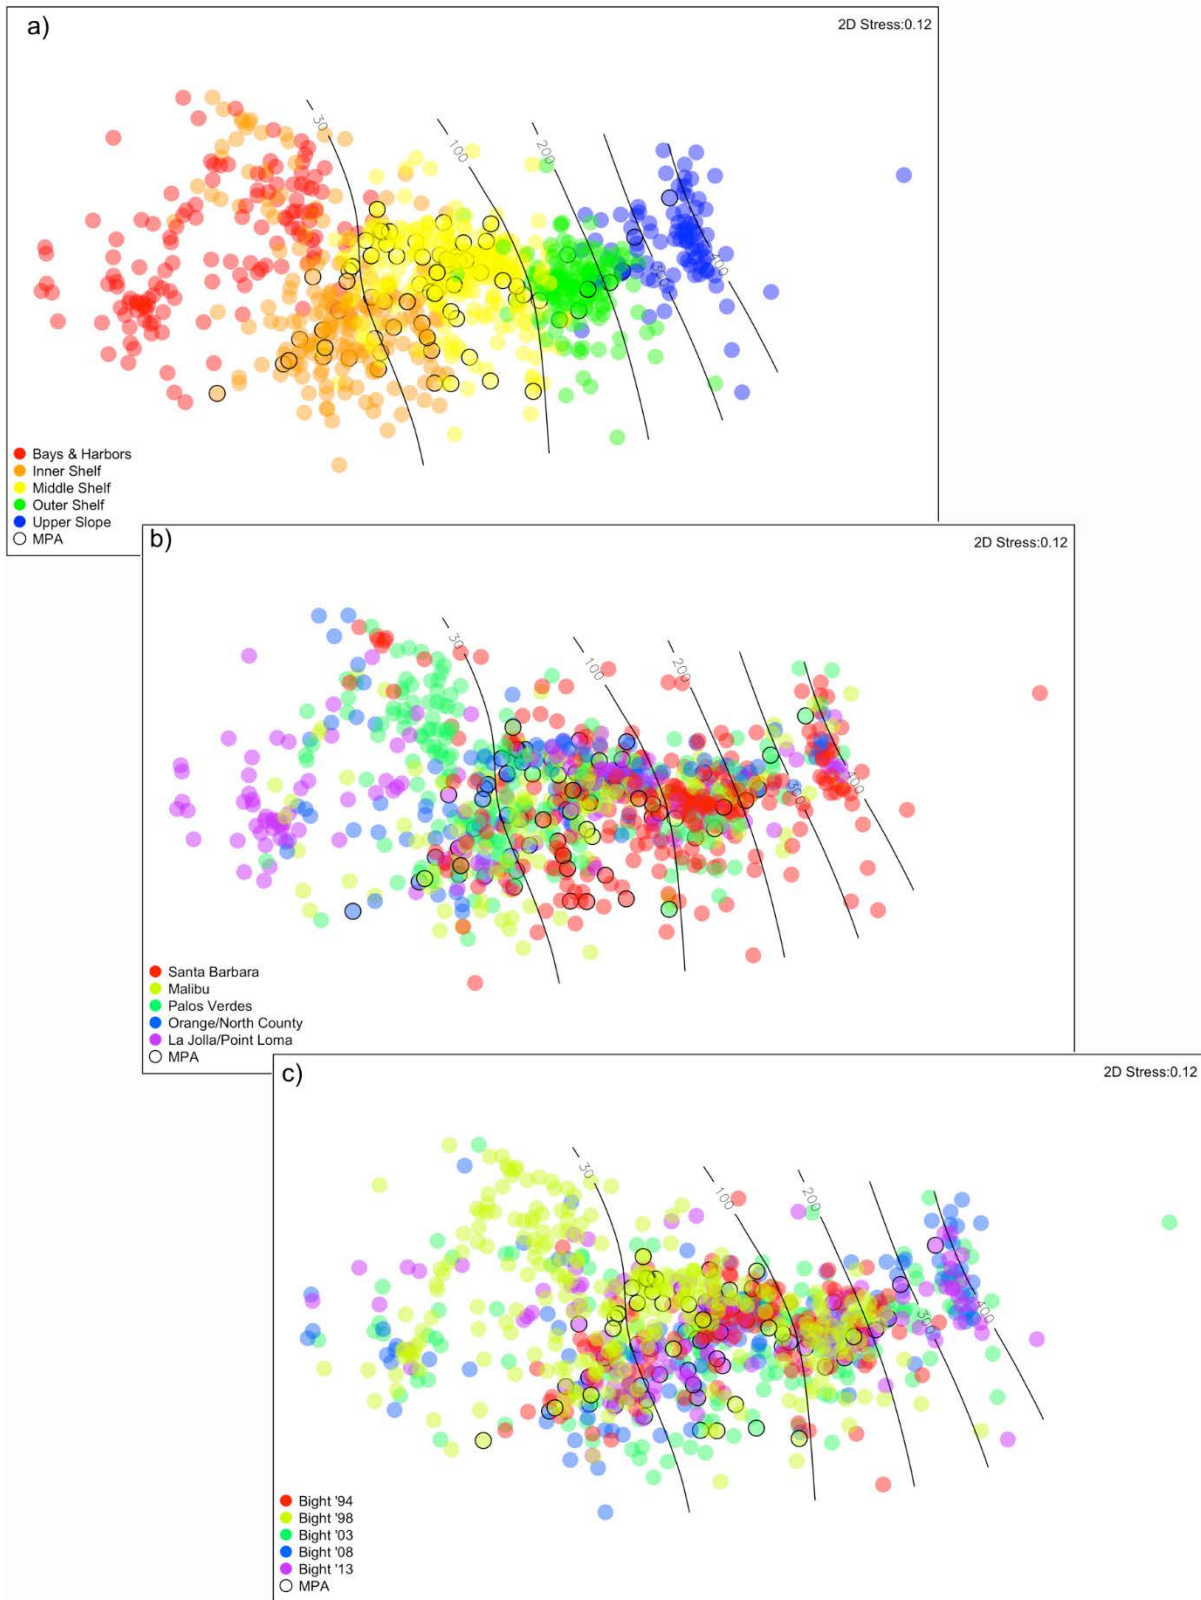 a)
2D Stress:0.12
30
100
200
300
400
Bays & Harbors
Inner Shelf
Middle Shelf
Outer Shelf
Upper Slope
MPA
b)
2D Stress:0.12
30
100
200
300
400
Santa Barbara
Malibu
Palos Verdes
Orange/North County
La Jolla/Point Loma
MPA
c)
2D Stress:0.12
30
100
200
300
400
Bight '94
Bight '98
Bight '03
Bight '08
Bight '13
MPA